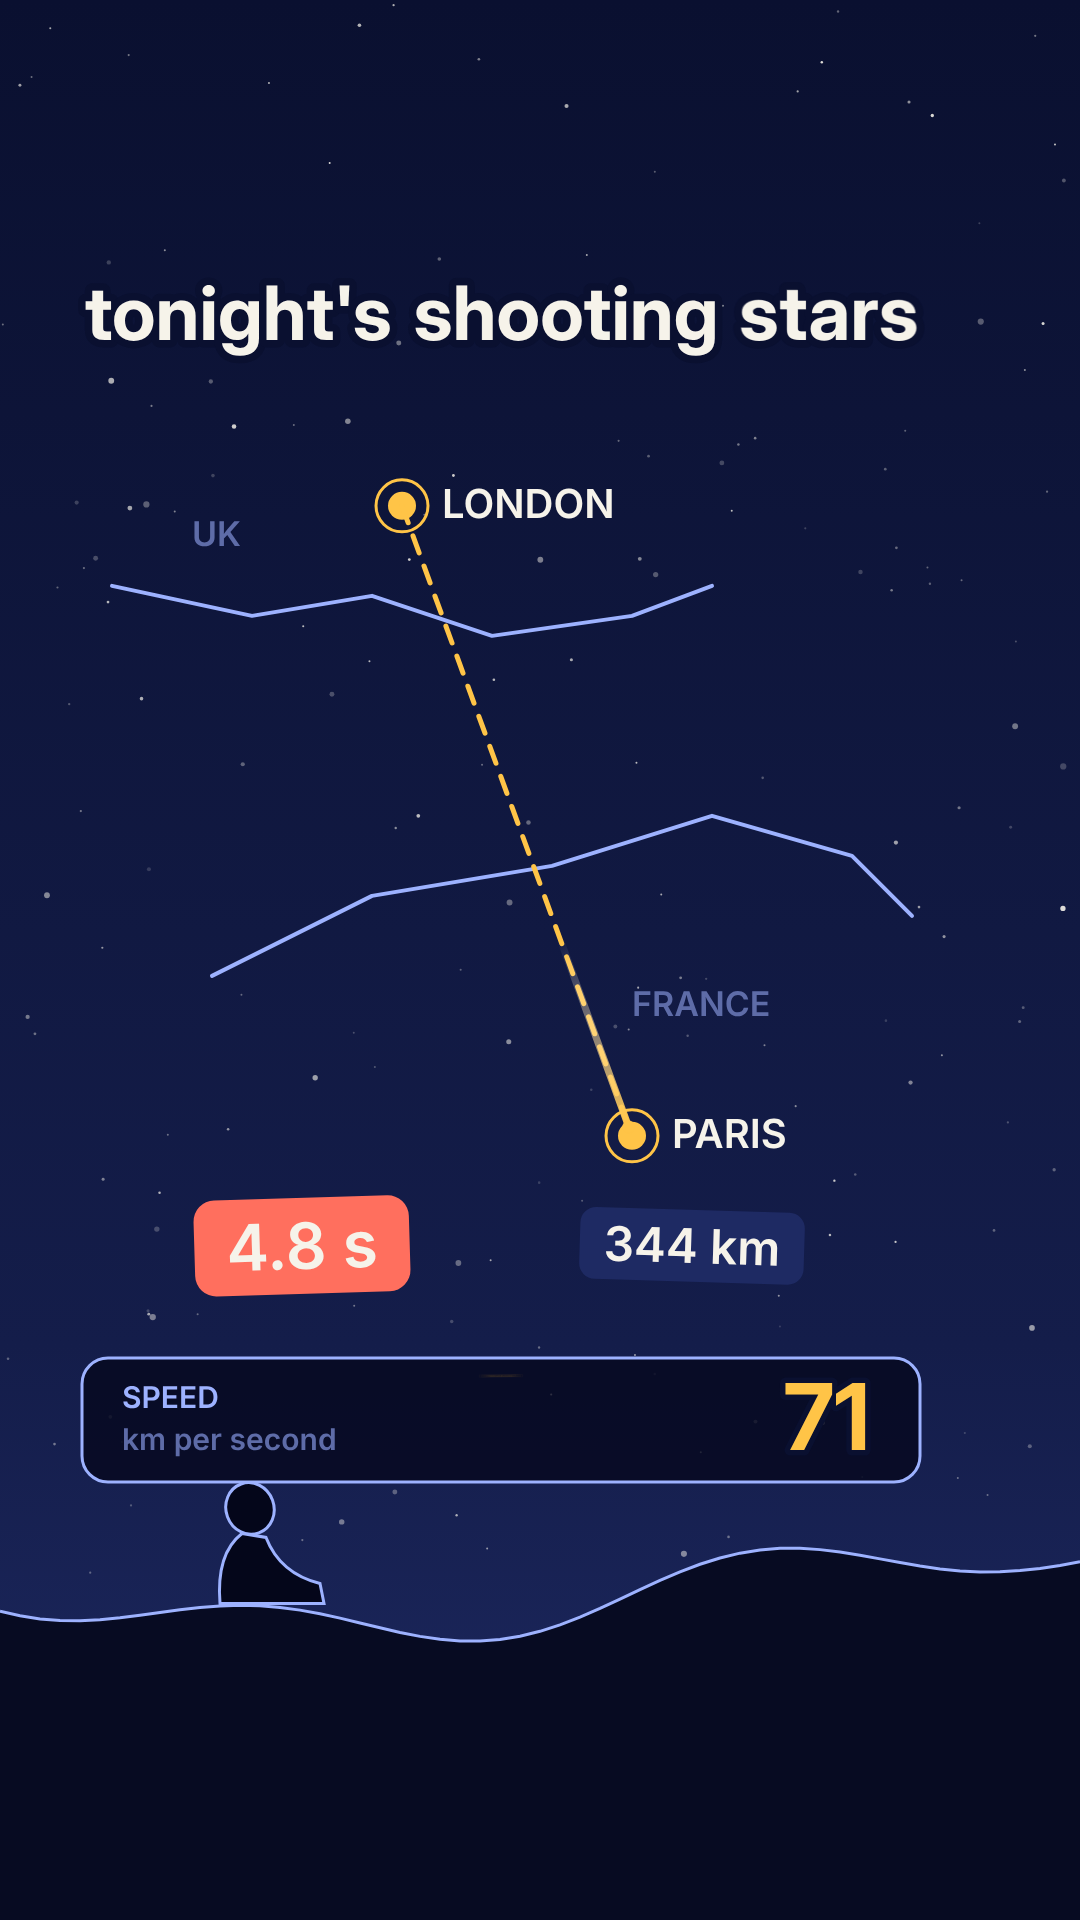 tonight's shooting stars
LONDON
UK
FRANCE
PARIS
4.8 s
344 km
SPEED
km per second
71